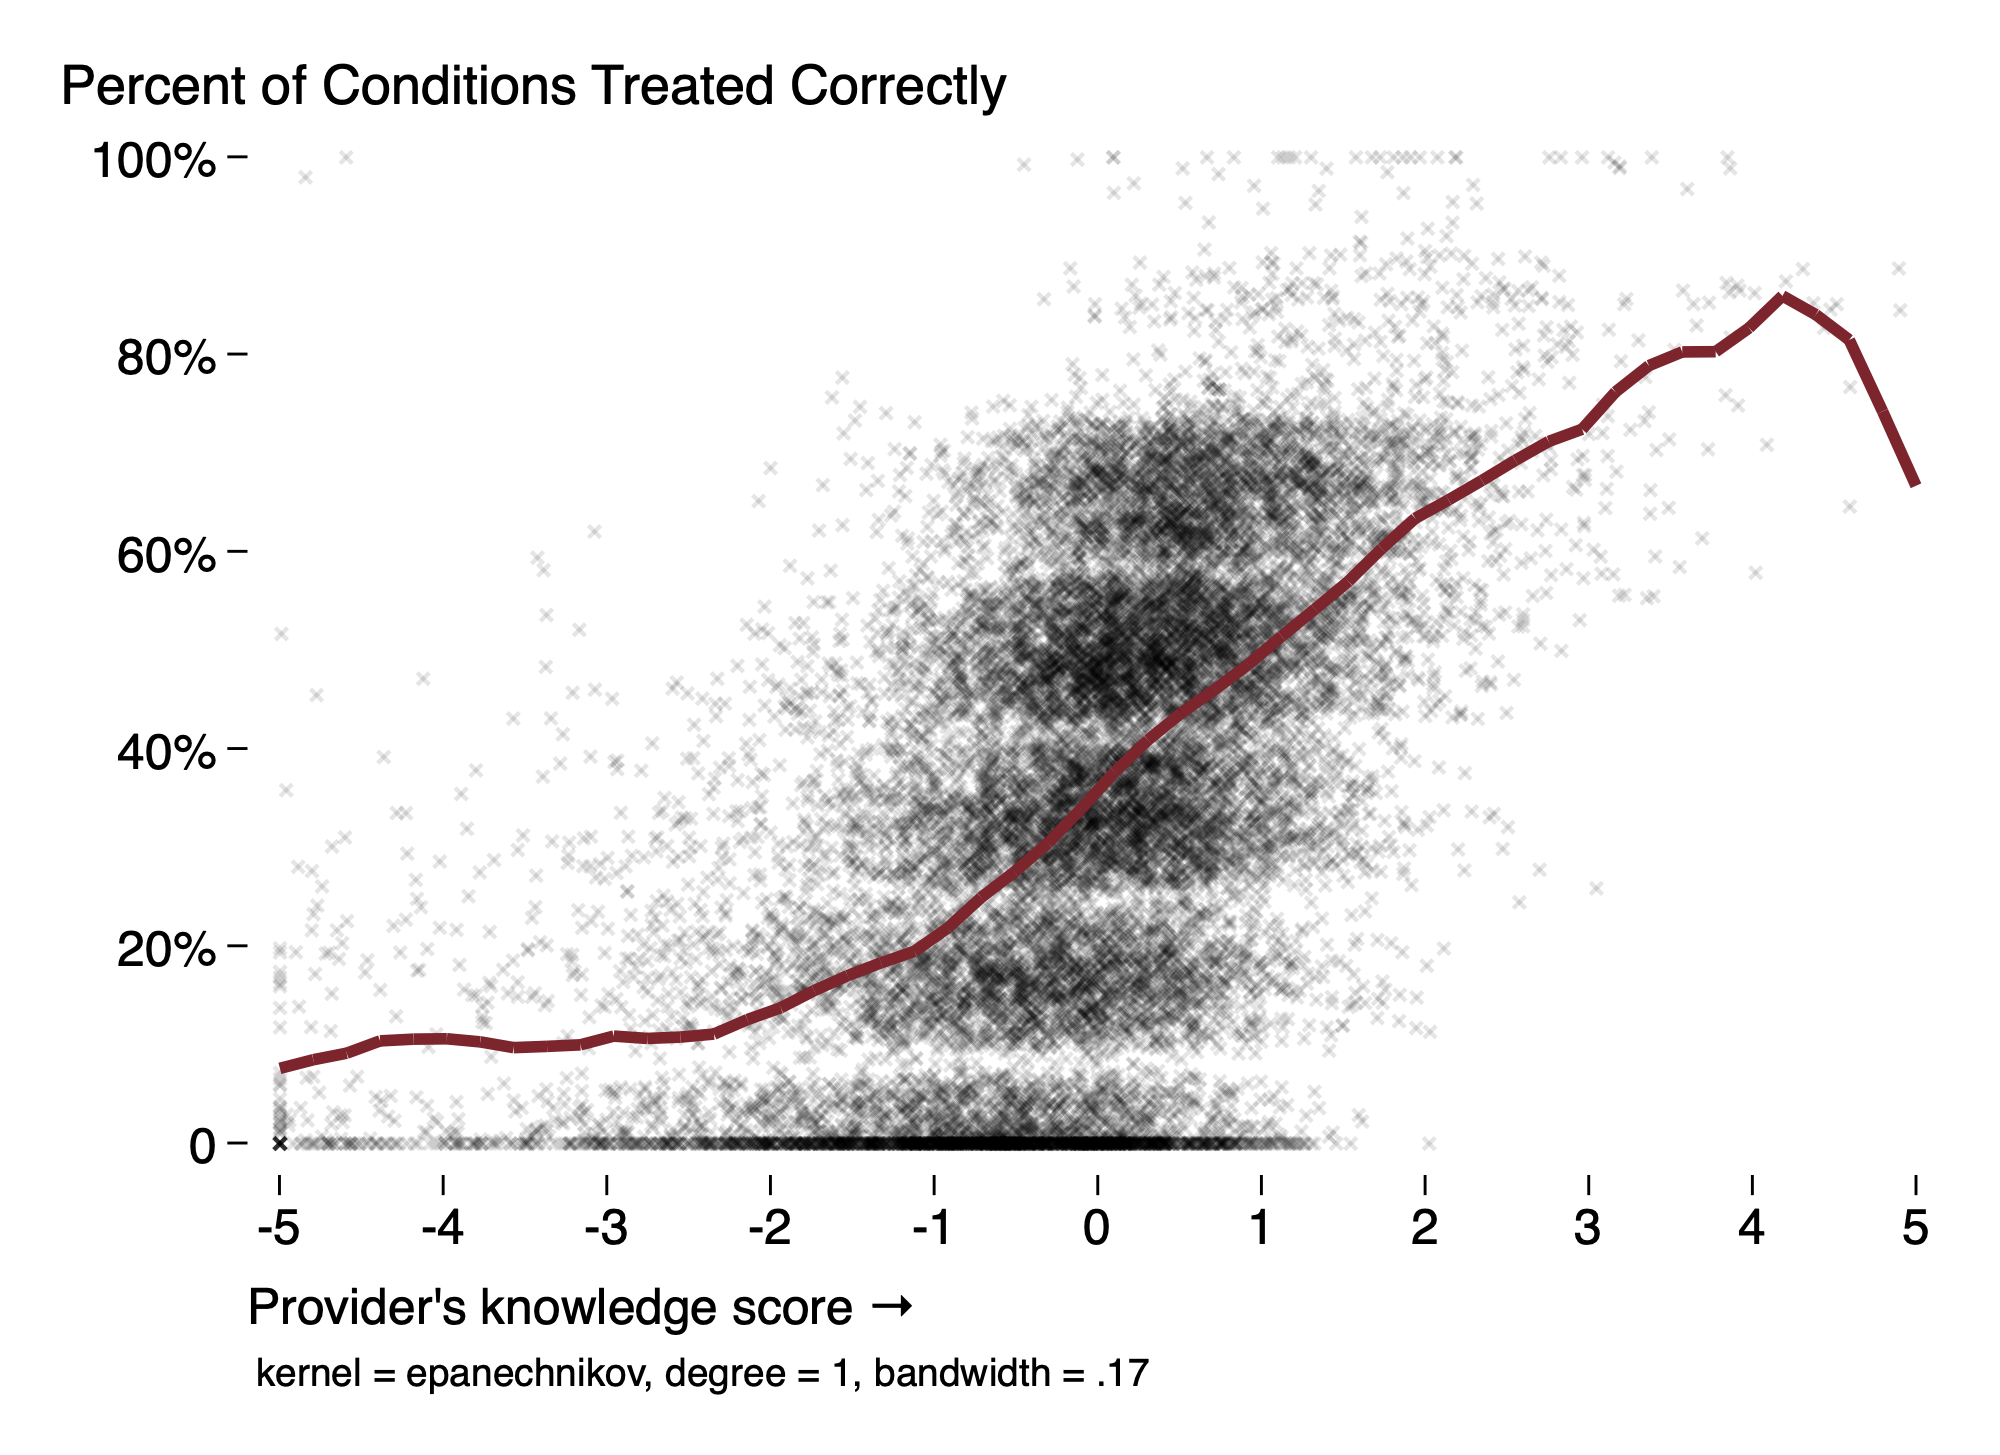 Percent of Conditions Treated Correctly
100%
80%
60%
40%
20%
0
-5 -4 -3 -2 -1 0 1 2 3 4 5
Provider's knowledge score →
kernel = epanechnikov, degree = 1, bandwidth = .17